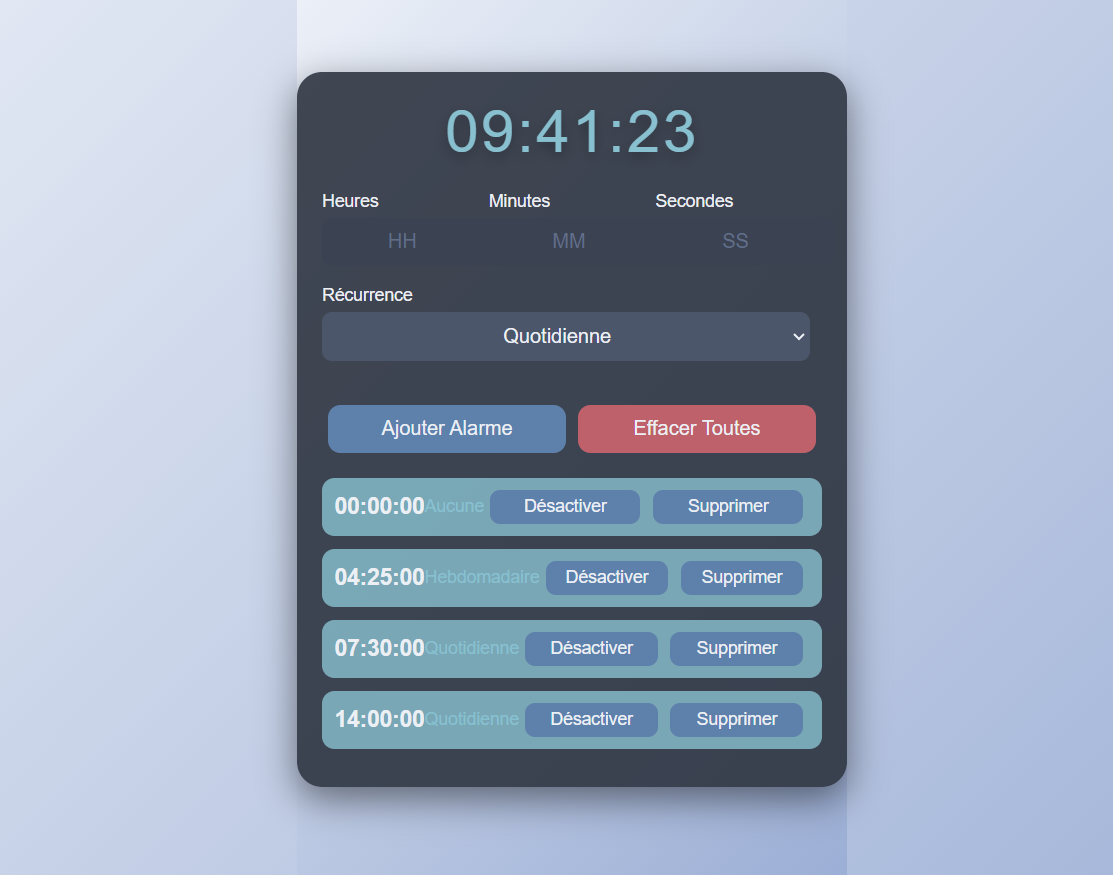 09:41:23
Heures Minutes Secondes
HH MM SS
Récurrence
Quotidienne
Ajouter Alarme Effacer Toutes
00:00:00 Aucune Désactiver Supprimer
04:25:00 Hebdomadaire Désactiver Supprimer
07:30:00 Quotidienne Désactiver Supprimer
14:00:00 Quotidienne Désactiver Supprimer